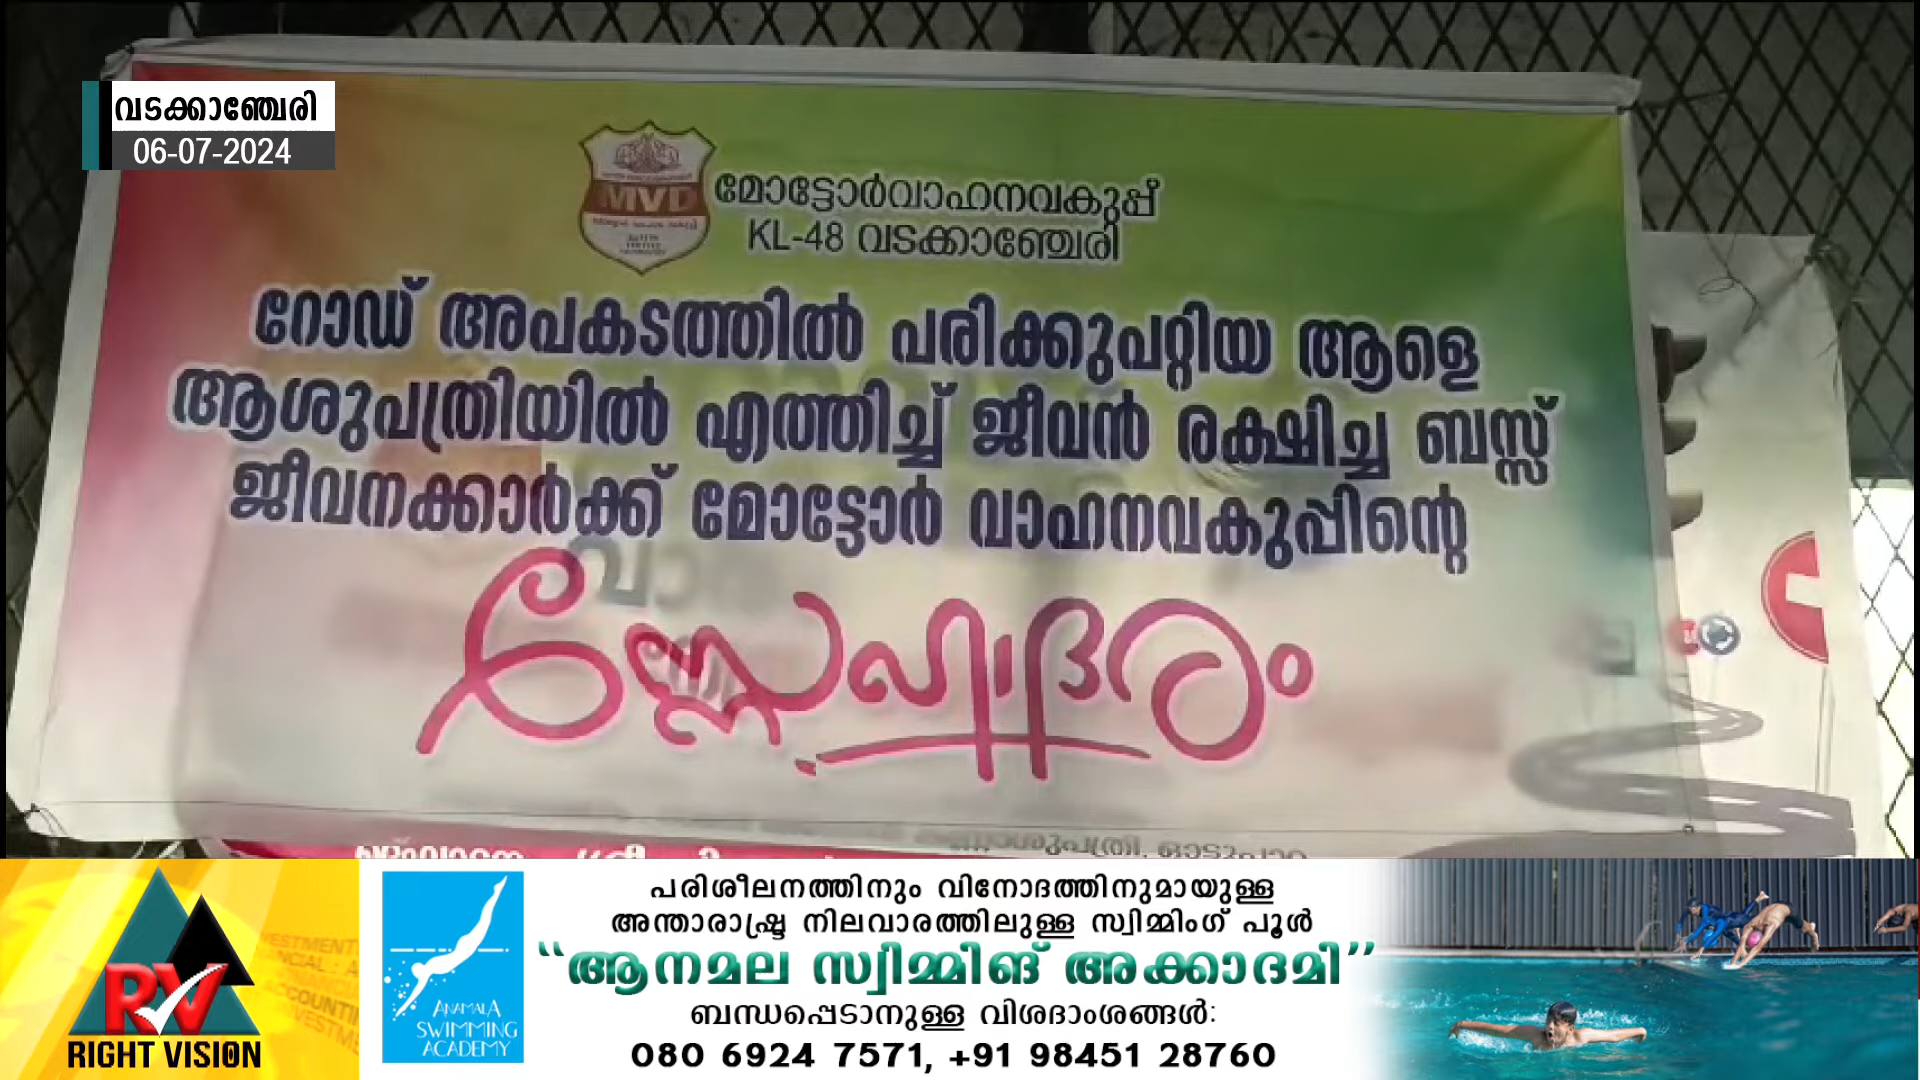 വടക്കാഞ്ചേരി
06-07-2024
MVD
മോട്ടോർവാഹനവകുപ്പ്
KL-48 വടക്കാഞ്ചേരി
റോഡ് അപകടത്തിൽ പരിക്കുപറ്റിയ ആളെ
ആശുപത്രിയിൽ എത്തിച്ച് ജീവൻ രക്ഷിച്ച ബസ്സ്
ജീവനക്കാർക്ക് മോട്ടോർ വാഹനവകുപ്പിന്റെ
സ്നേഹാദരം
RV
RIGHT VISION
ANAMALA
SWIMMING
ACADEMY
പരിശീലനത്തിനും വിനോദത്തിനുമായുള്ള
അന്താരാഷ്ട്ര നിലവാരത്തിലുള്ള സ്വിമ്മിംഗ് പൂൾ
“ആനമല സ്വിമ്മിങ് അക്കാദമി”
ബന്ധപ്പെടാനുള്ള വിശദാംശങ്ങൾ:
080 6924 7571, +91 98451 28760